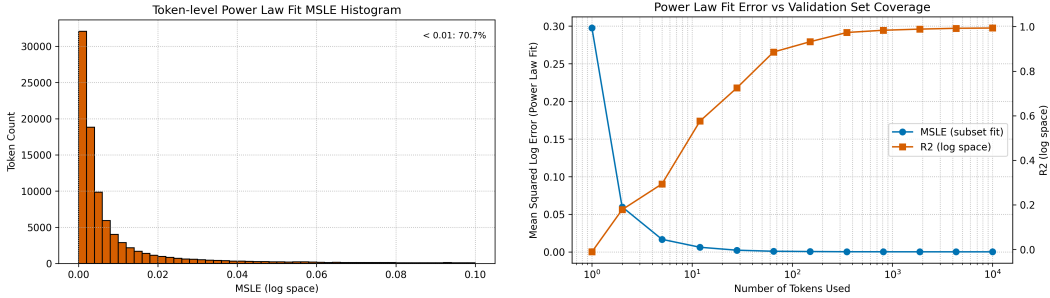 Token-level Power Law Fit MSLE Histogram
< 0.01: 70.7%
Token Count
30000
25000
20000
15000
10000
5000
0
0.00 0.02 0.04 0.06 0.08 0.10
MSLE (log space)
Power Law Fit Error vs Validation Set Coverage
Mean Squared Log Error (Power Law Fit)
0.30
0.25
0.20
0.15
0.10
0.05
0.00
MSLE (subset fit)
R2 (log space)
1.0
0.8
0.6
0.4
0.2
0.0
R2 (log space)
10⁰ 10¹ 10² 10³ 10⁴
Number of Tokens Used